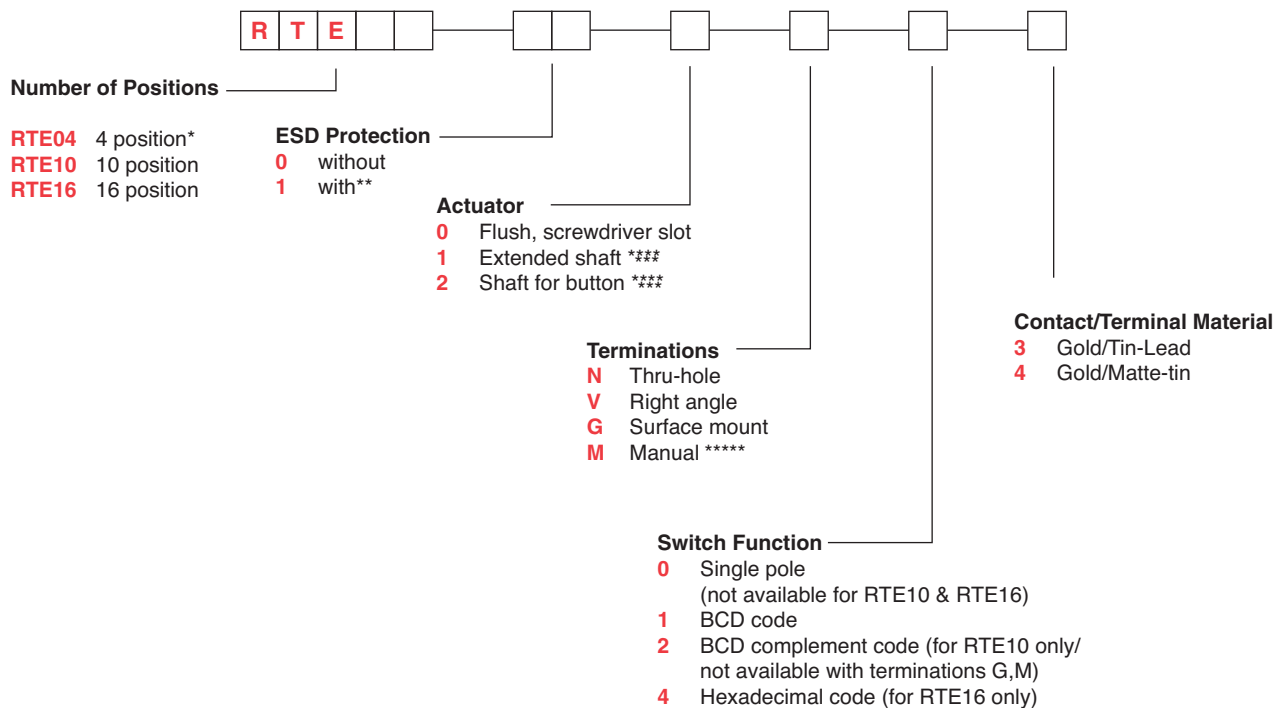 R T E
Number of Positions
RTE04 4 position*
RTE10 10 position
RTE16 16 position
ESD Protection
0 without
1 with**
Actuator
0 Flush, screwdriver slot
1 Extended shaft
2 Shaft for button
Terminations
N Thru-hole
V Right angle
G Surface mount
M Manual *****
Switch Function
0 Single pole
(not available for RTE10 & RTE16)
1 BCD code
2 BCD complement code (for RTE10 only/
not available with terminations G,M)
4 Hexadecimal code (for RTE16 only)
Contact/Terminal Material
3 Gold/Tin-Lead
4 Gold/Matte-tin